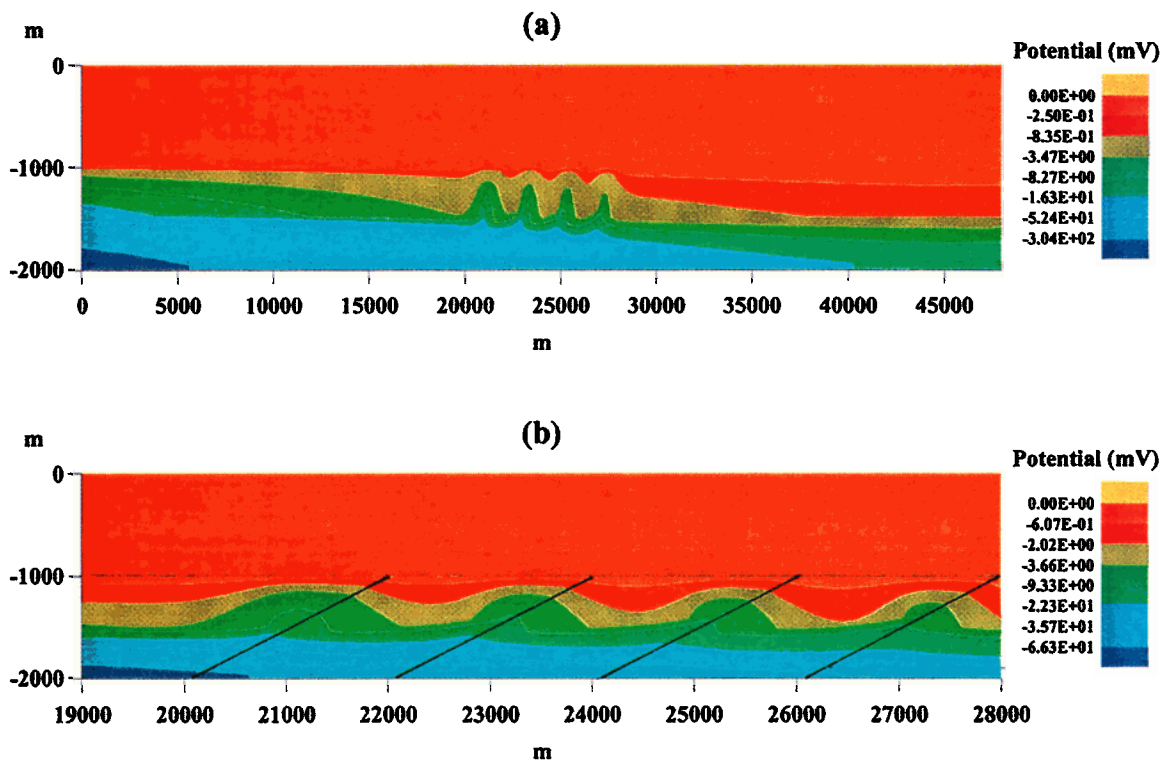 (a)
m
Potential (mV)
0
-1000
-2000
0.00E+00
-2.50E-01
-8.35E-01
-3.47E+00
-8.27E+00
-1.63E+01
-5.24E+01
-3.04E+02
0 5000 10000 15000 20000 25000 30000 35000 40000 45000
m
(b)
m
Potential (mV)
0
-1000
-2000
0.00E+00
-6.07E-01
-2.02E+00
-3.66E+00
-9.33E+00
-2.23E+01
-3.57E+01
-6.63E+01
19000 20000 21000 22000 23000 24000 25000 26000 27000 28000
m